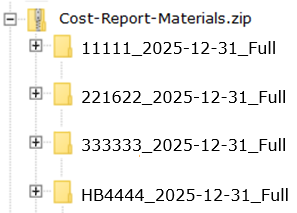 Cost-Report-Materials.zip
11111_2025-12-31_Full
221622_2025-12-31_Full
333333_2025-12-31_Full
HB4444_2025-12-31_Full